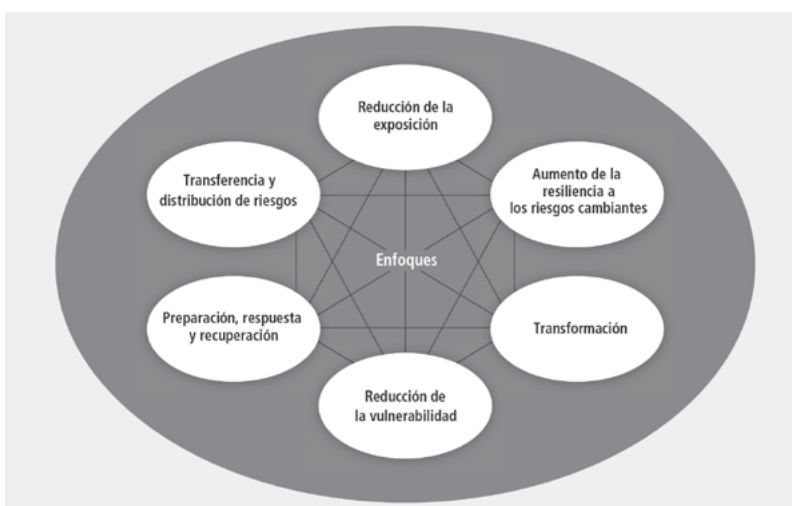 Reducción de la
exposición
Transferencia y
distribución de riesgos
Aumento de la
resiliencia a
los riesgos cambiantes
Enfoques
Preparación, respuesta
y recuperación
Transformación
Reducción de
la vulnerabilidad